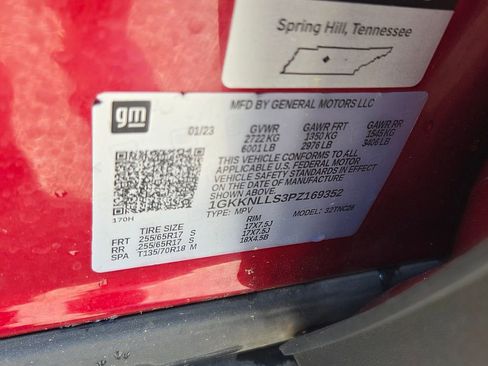 Spring Hill, Tennessee
gm
MFD BY GENERAL MOTORS LLC
01/23 GVWR GAWR FRT GAWR RR
2722 KG 1350 KG 1545 KG
6001 LB 2976 LB 3406 LB
THIS VEHICLE CONFORMS TO ALL
APPLICABLE U.S. FEDERAL MOTOR
VEHICLE SAFETY STANDARDS IN EFFECT
ON THE DATE OF MANUFACTURE SHOWN ABOVE.
1GKKNLLS3PZ169352
TYPE: MPV MODEL: 32TNC26
170H
TIRE SIZE RIM
FRT 255/65R17 S 17X7.5J
RR 255/65R17 S 17X7.5J
SPA T135/70R18 M 18X4.5B